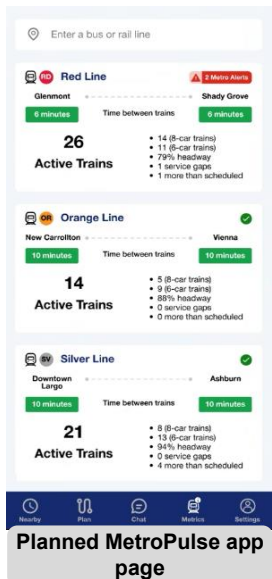 Enter a bus or rail line
RD Red Line 2 Metro Alerts
Glenmont Shady Grove
6 minutes Time between trains 6 minutes
26
Active Trains
• 14 (8-car trains)
• 11 (6-car trains)
• 79% headway
• 1 service gaps
• 1 more than scheduled
OR Orange Line
New Carrollton Vienna
10 minutes Time between trains 10 minutes
14
Active Trains
• 5 (8-car trains)
• 9 (6-car trains)
• 88% headway
• 0 service gaps
• 0 more than scheduled
SV Silver Line
Downtown
Largo Ashburn
10 minutes Time between trains 10 minutes
21
Active Trains
• 8 (8-car trains)
• 13 (6-car trains)
• 94% headway
• 0 service gaps
• 4 more than scheduled
Nearby Plan Chat Metrics Settings
Planned MetroPulse app
page